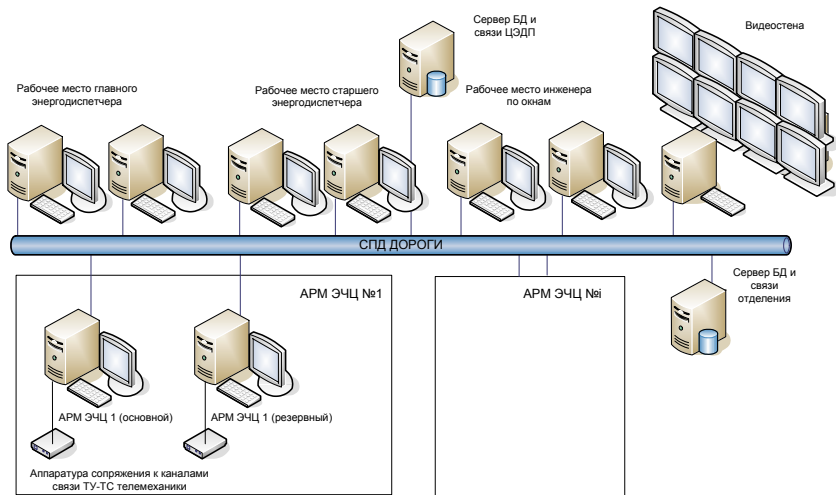 Сервер БД и
связи ЦЭДП
Видеостена
Рабочее место главного
энергодиспетчера
Рабочее место старшего
энергодиспетчера
Рабочее место инженера
по окнам
СПД ДОРОГИ
АРМ ЭЧЦ №1
АРМ ЭЧЦ №i
Сервер БД и
связи
отделения
АРМ ЭЧЦ 1 (основной)
АРМ ЭЧЦ 1 (резервный)
Аппаратура сопряжения к каналами
связи ТУ-ТС телемеханики